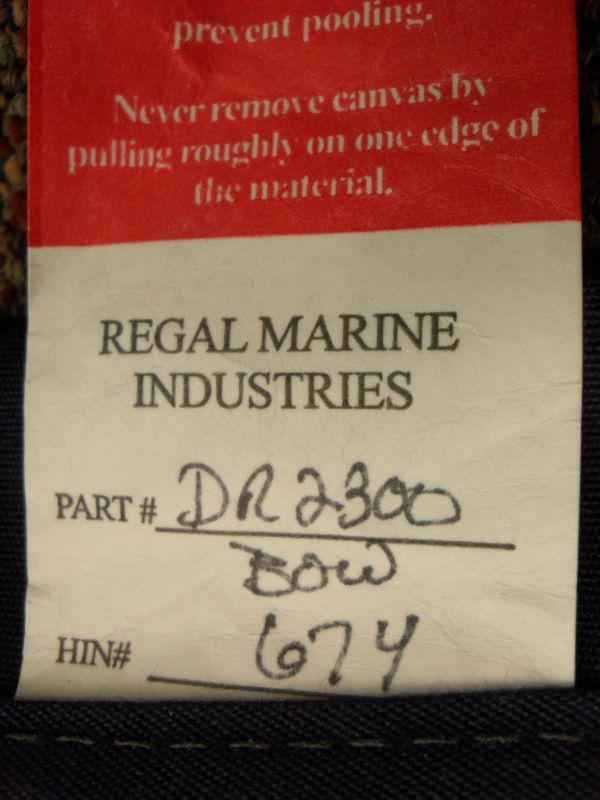 prevent pooling.
Never remove canvas by
pulling roughly on one edge of
the material.
REGAL MARINE
INDUSTRIES
PART # DR2300
BOW
HIN# 674